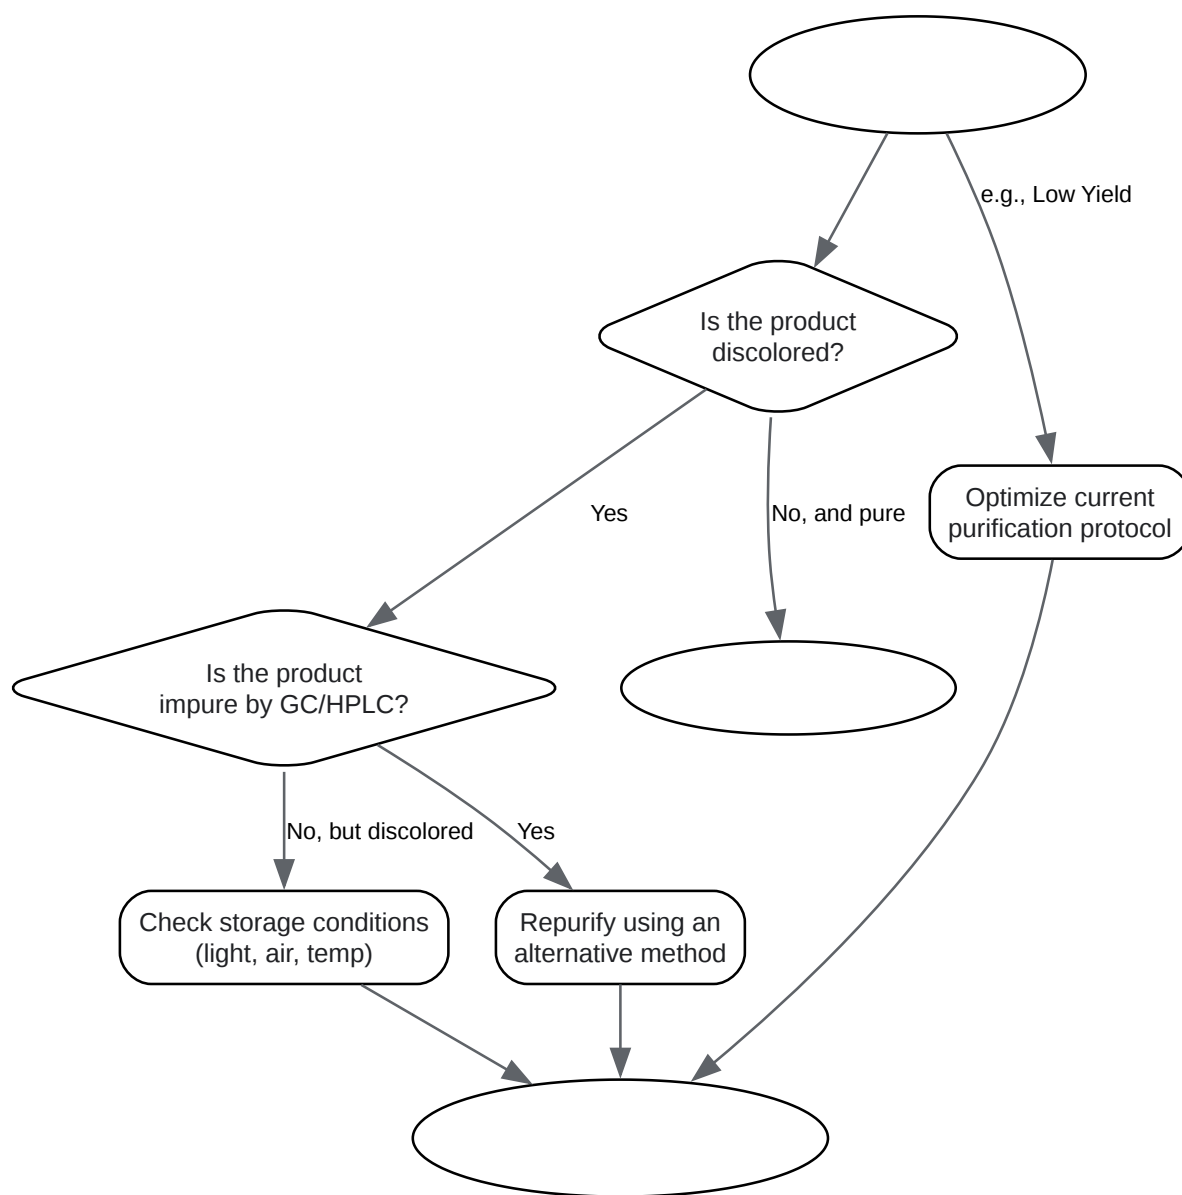 e.g., Low Yield
Is the product
discolored?
Optimize current
purification protocol
Yes
No, and pure
Is the product
impure by GC/HPLC?
No, but discolored
Yes
Check storage conditions
(light, air, temp)
Repurify using an
alternative method